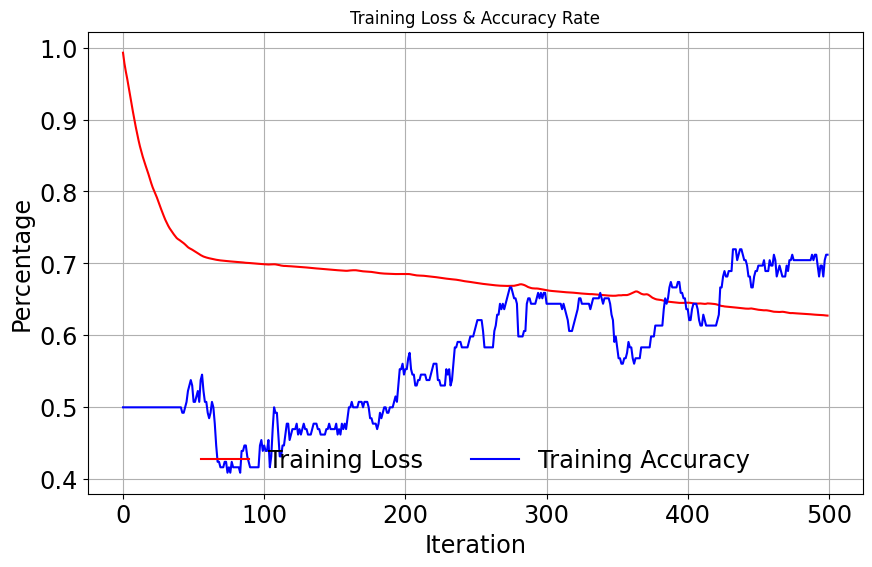 Training Loss & Accuracy Rate
1.0
0.9
0.8
0.7
0.6
0.5
0.4
Percentage
Training Loss
Training Accuracy
0
100
200
300
400
500
Iteration